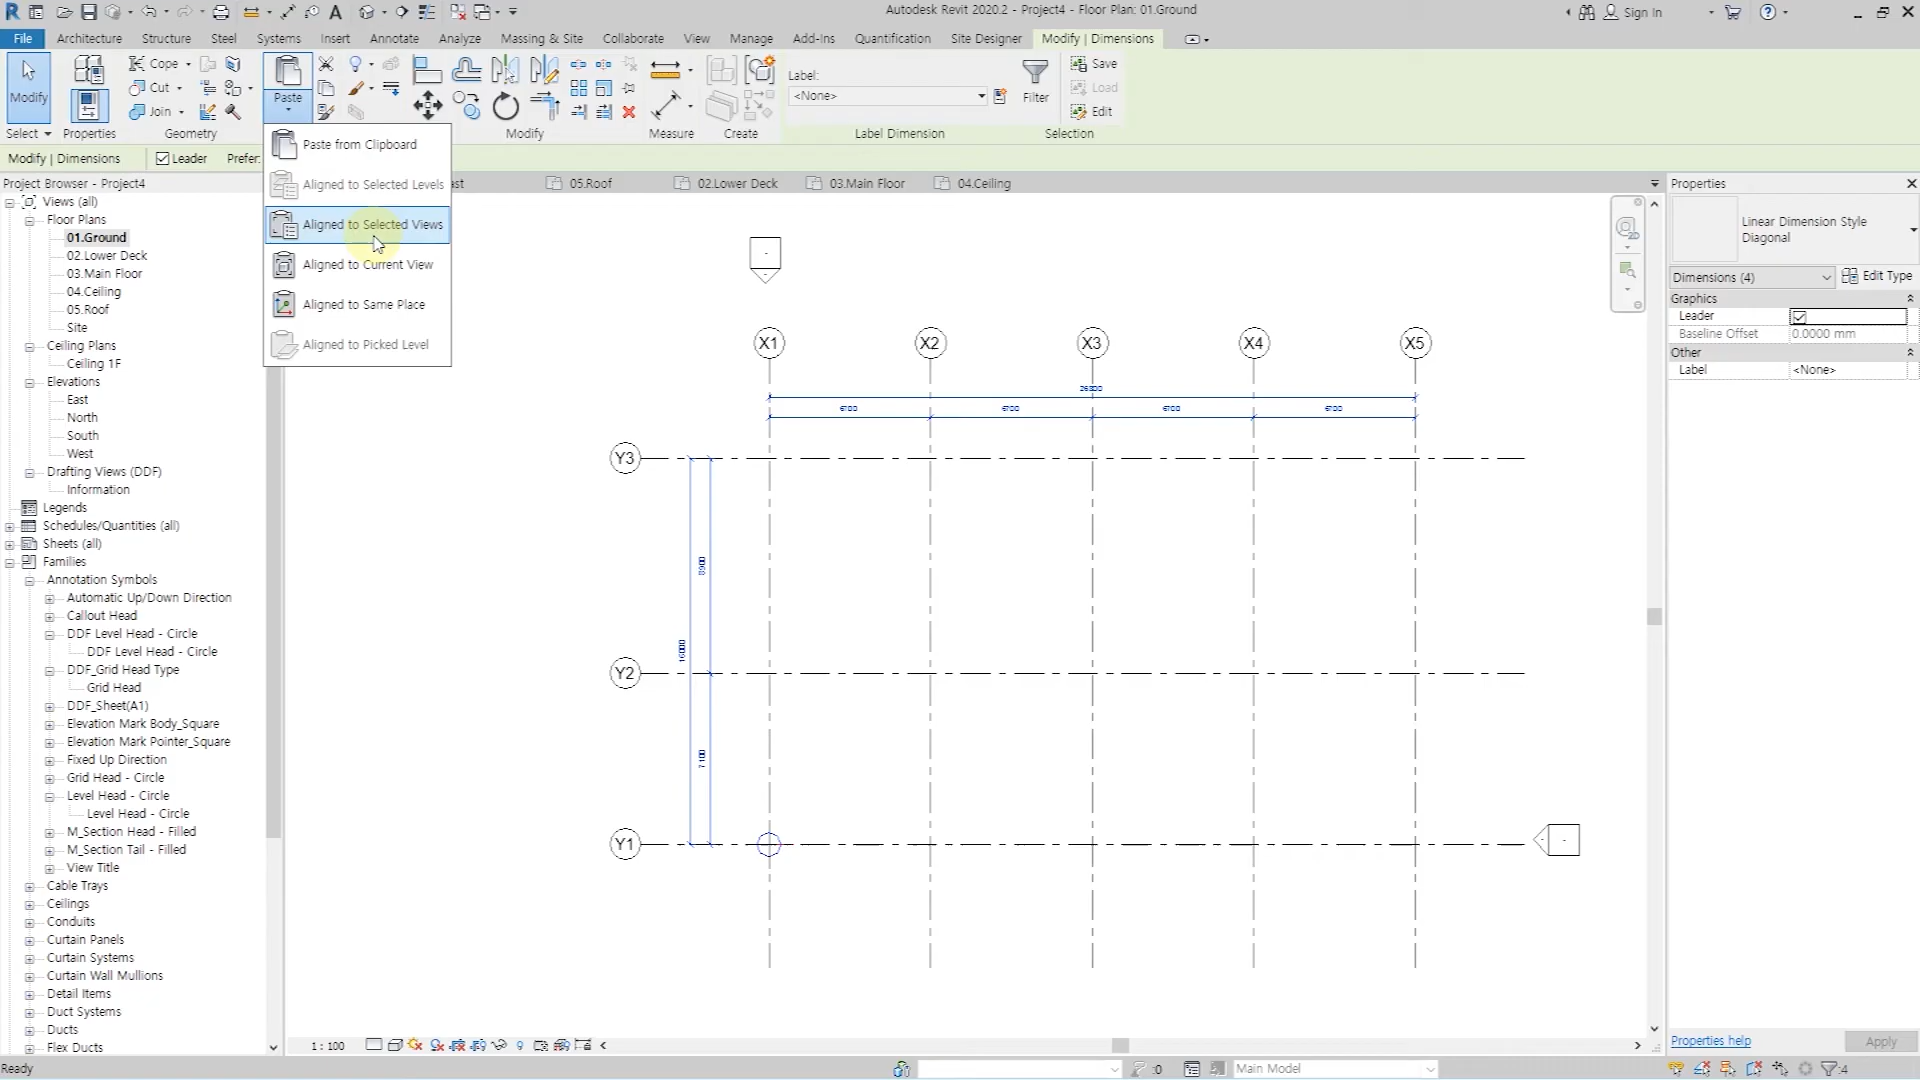 Autodesk Revit 2020.2 - Project4 - Floor Plan: 01.Ground
Sign In
File
Architecture
Structure
Steel
Systems
Insert
Annotate
Analyze
Massing & Site
Collaborate
View
Manage
Add-Ins
Quantification
Site Designer
Modify | Dimensions
Modify
Cope
Cut
Join
Paste
Label:
<None>
Filter
Save
Load
Edit
Select
Properties
Geometry
Modify
Measure
Create
Label Dimension
Selection
Modify | Dimensions
Leader
Prefer:
Paste from Clipboard
Aligned to Selected Levels
Aligned to Selected Views
Aligned to Current View
Aligned to Same Place
Aligned to Picked Level
Project Browser - Project4
05.Roof
02.Lower Deck
03.Main Floor
04.Ceiling
Views (all)
Floor Plans
01.Ground
02.Lower Deck
03.Main Floor
04.Ceiling
05.Roof
Site
Ceiling Plans
Ceiling 1F
Elevations
East
North
South
West
Drafting Views (DDF)
Information
Legends
Schedules/Quantities (all)
Sheets (all)
Families
Annotation Symbols
Automatic Up/Down Direction
Callout Head
DDF Level Head - Circle
DDF Level Head - Circle
DDF_Grid Head Type
Grid Head
DDF_Sheet(A1)
Elevation Mark Body_Square
Elevation Mark Pointer_Square
Fixed Up Direction
Grid Head - Circle
Level Head - Circle
Level Head - Circle
M_Section Head - Filled
M_Section Tail - Filled
View Title
Cable Trays
Ceilings
Conduits
Curtain Panels
Curtain Systems
Curtain Wall Mullions
Detail Items
Duct Systems
Ducts
Flex Ducts
X1
X2
X3
X4
X5
6700
6700
6700
6700
Y3
8900
16000
Y2
7100
Y1
2D
Properties
Linear Dimension Style
Diagonal
Dimensions (4)
Edit Type
Graphics
Leader
Baseline Offset
0.0000 mm
Other
Label
<None>
Properties help
Apply
1 : 100
Ready
:0
Main Model
:4